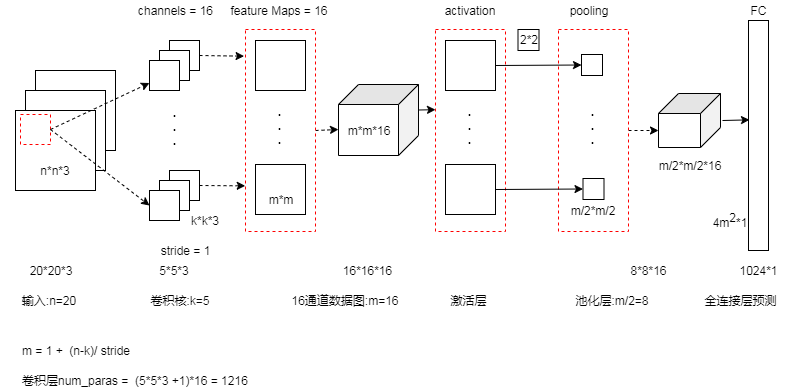 channels = 16
feature Maps = 16
activation
pooling
FC
2*2
n*n*3
k*k*3
stride = 1
m*m
m*m*16
m/2*m/2
m/2*m/2*16
4m²*1
20*20*3
5*5*3
16*16*16
8*8*16
1024*1
输入:n=20
卷积核:k=5
16通道数据图:m=16
激活层
池化层:m/2=8
全连接层预测
m = 1 + (n-k)/ stride
卷积层num_paras = (5*5*3 +1)*16 = 1216